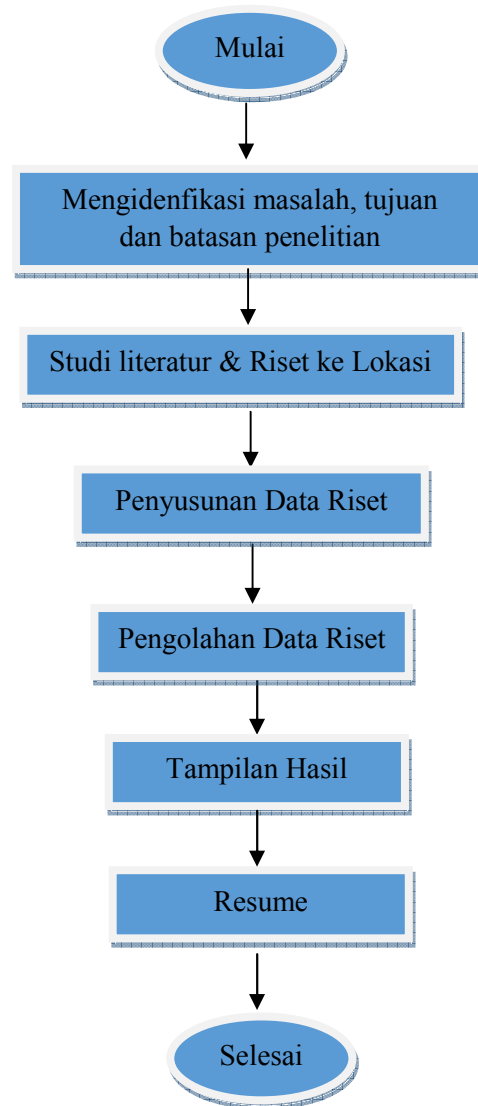 Mulai
Mengidenfikasi masalah, tujuan
dan batasan penelitian
Studi literatur & Riset ke Lokasi
Penyusunan Data Riset
Pengolahan Data Riset
Tampilan Hasil
Resume
Selesai